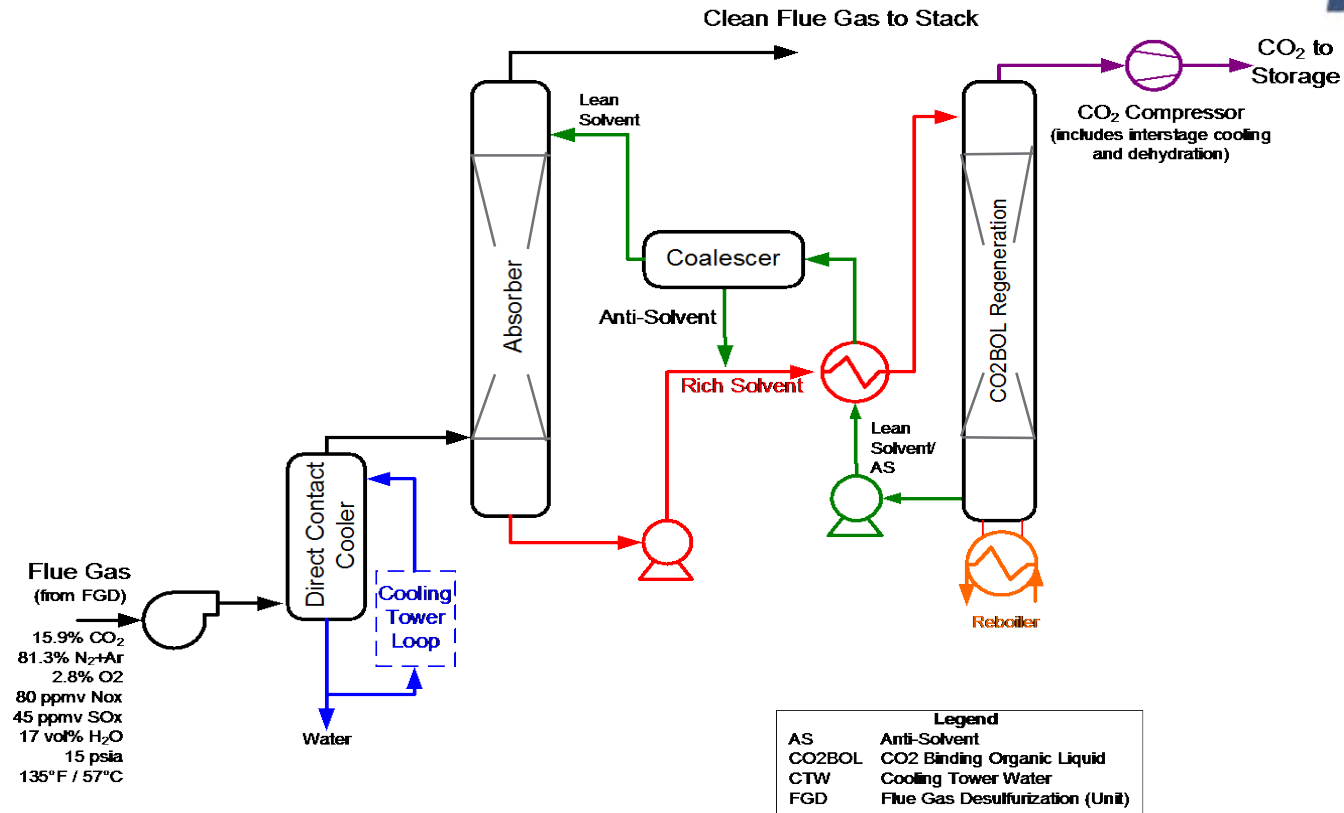 Clean Flue Gas to Stack
CO₂ to
Storage
CO₂ Compressor
(includes interstage cooling
and dehydration)
Lean
Solvent
Absorber
Coalescer
Anti-Solvent
Rich Solvent
CO2BOL Regeneration
Lean
Solvent/
AS
Direct Contact
Cooler
Cooling
Tower
Loop
Reboiler
Flue Gas
(from FGD)
15.9% CO₂
81.3% N₂+Ar
2.8% O2
80 ppmv Nox
45 ppmv SOx
17 vol% H₂O
15 psia
135°F / 57°C
Water
Legend
AS Anti-Solvent
CO2BOL CO2 Binding Organic Liquid
CTW Cooling Tower Water
FGD Flue Gas Desulfurization (Unit)